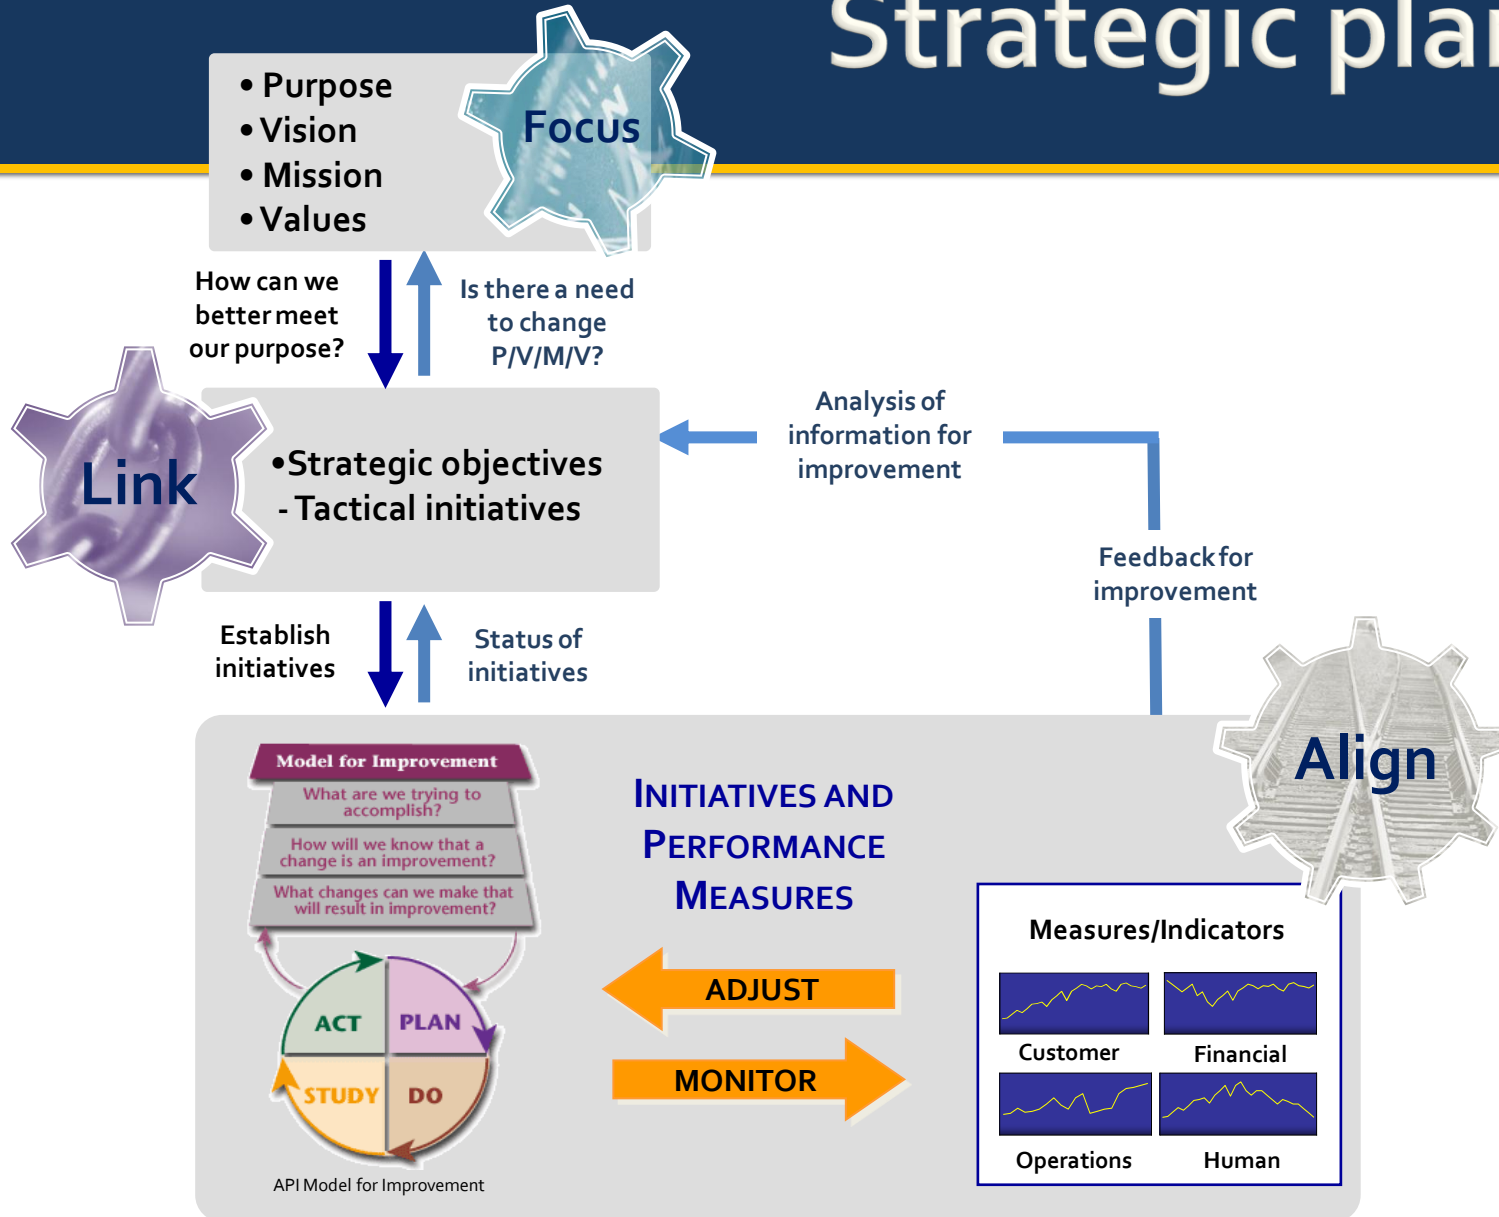 Strategic plan
• Purpose
• Vision
• Mission
• Values
Focus
How can we
better meet
our purpose?
Is there a need
to change
P/V/M/V?
Link
•Strategic objectives
- Tactical initiatives
Analysis of
information for
improvement
Feedback for
improvement
Establish
initiatives
Status of
initiatives
Align
Model for Improvement
What are we trying to
accomplish?
How will we know that a
change is an improvement?
What changes can we make that
will result in improvement?
ACT
PLAN
STUDY
DO
API Model for Improvement
INITIATIVES AND
PERFORMANCE
MEASURES
ADJUST
MONITOR
Measures/Indicators
Customer
Financial
Operations
Human